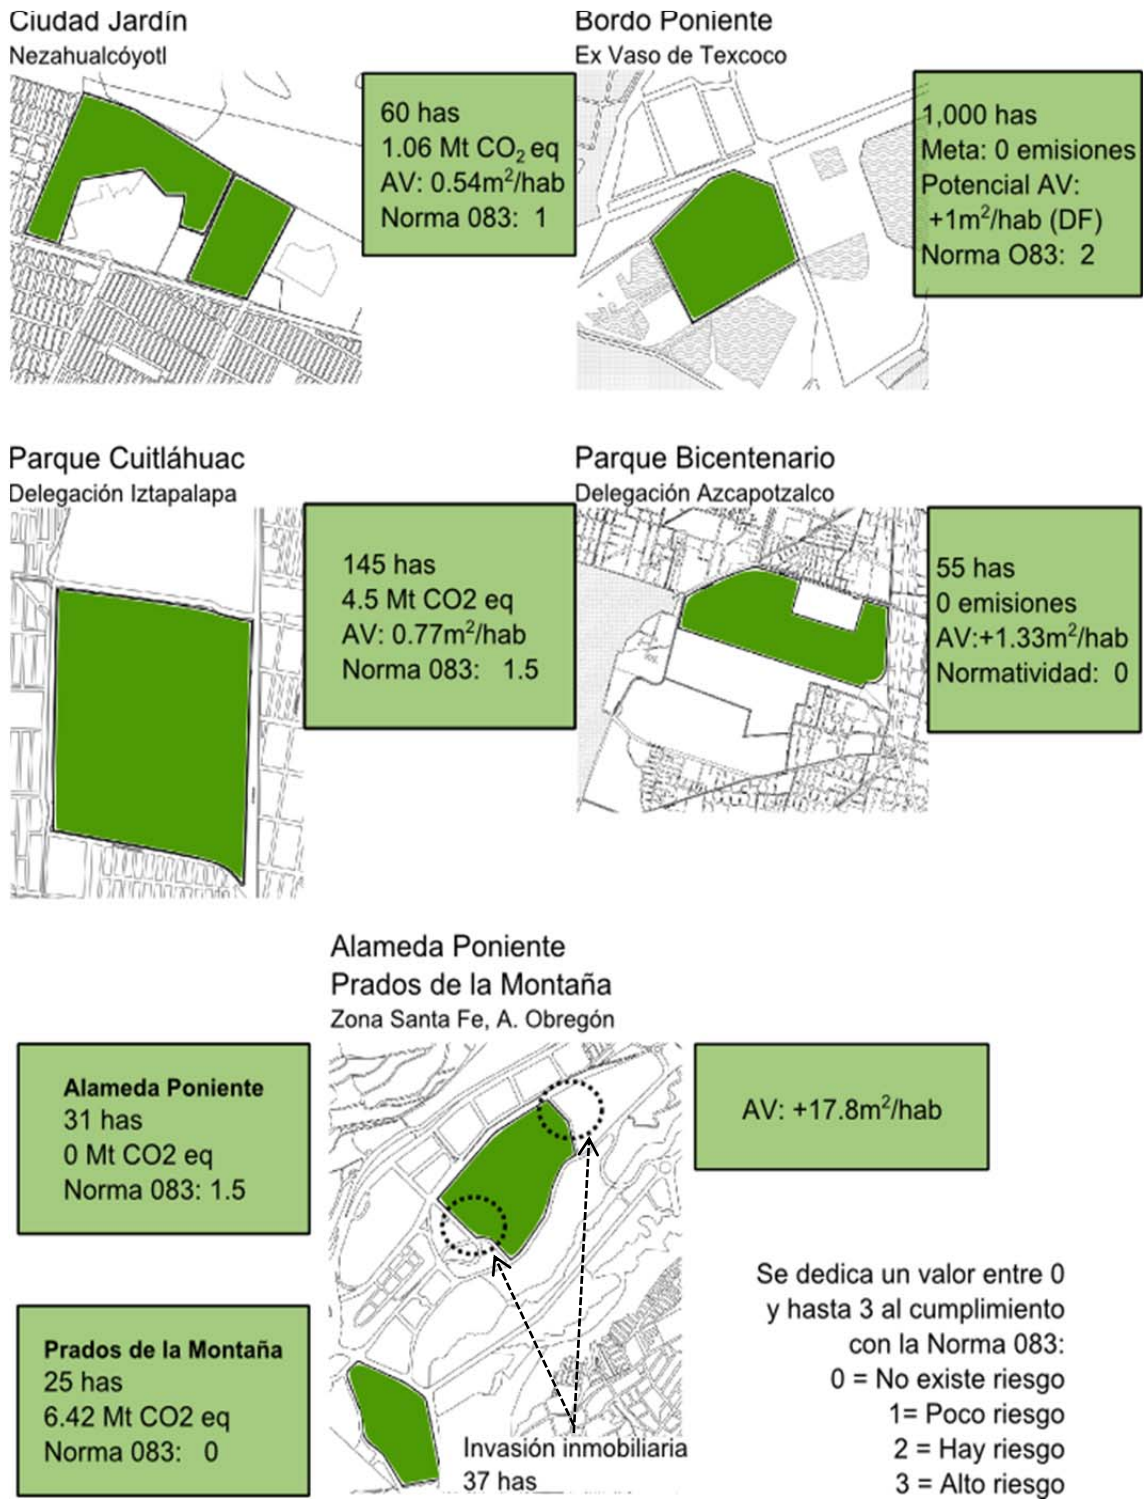 Ciudad Jardín
Nezahualcóyotl
60 has
1.06 Mt CO₂ eq
AV: 0.54m²/hab
Norma 083: 1
Bordo Poniente
Ex Vaso de Texcoco
1,000 has
Meta: 0 emisiones
Potencial AV:
+1m²/hab (DF)
Norma O83: 2
Parque Cuitláhuac
Delegación Iztapalapa
145 has
4.5 Mt CO2 eq
AV: 0.77m²/hab
Norma 083: 1.5
Parque Bicentenario
Delegación Azcapotzalco
55 has
0 emisiones
AV:+1.33m²/hab
Normatividad: 0
Alameda Poniente
Prados de la Montaña
Zona Santa Fe, A. Obregón
Alameda Poniente
31 has
0 Mt CO2 eq
Norma 083: 1.5
AV: +17.8m²/hab
Prados de la Montaña
25 has
6.42 Mt CO2 eq
Norma 083: 0
Invasión inmobiliaria
37 has
Se dedica un valor entre 0
y hasta 3 al cumplimiento
con la Norma 083:
0 = No existe riesgo
1= Poco riesgo
2 = Hay riesgo
3 = Alto riesgo